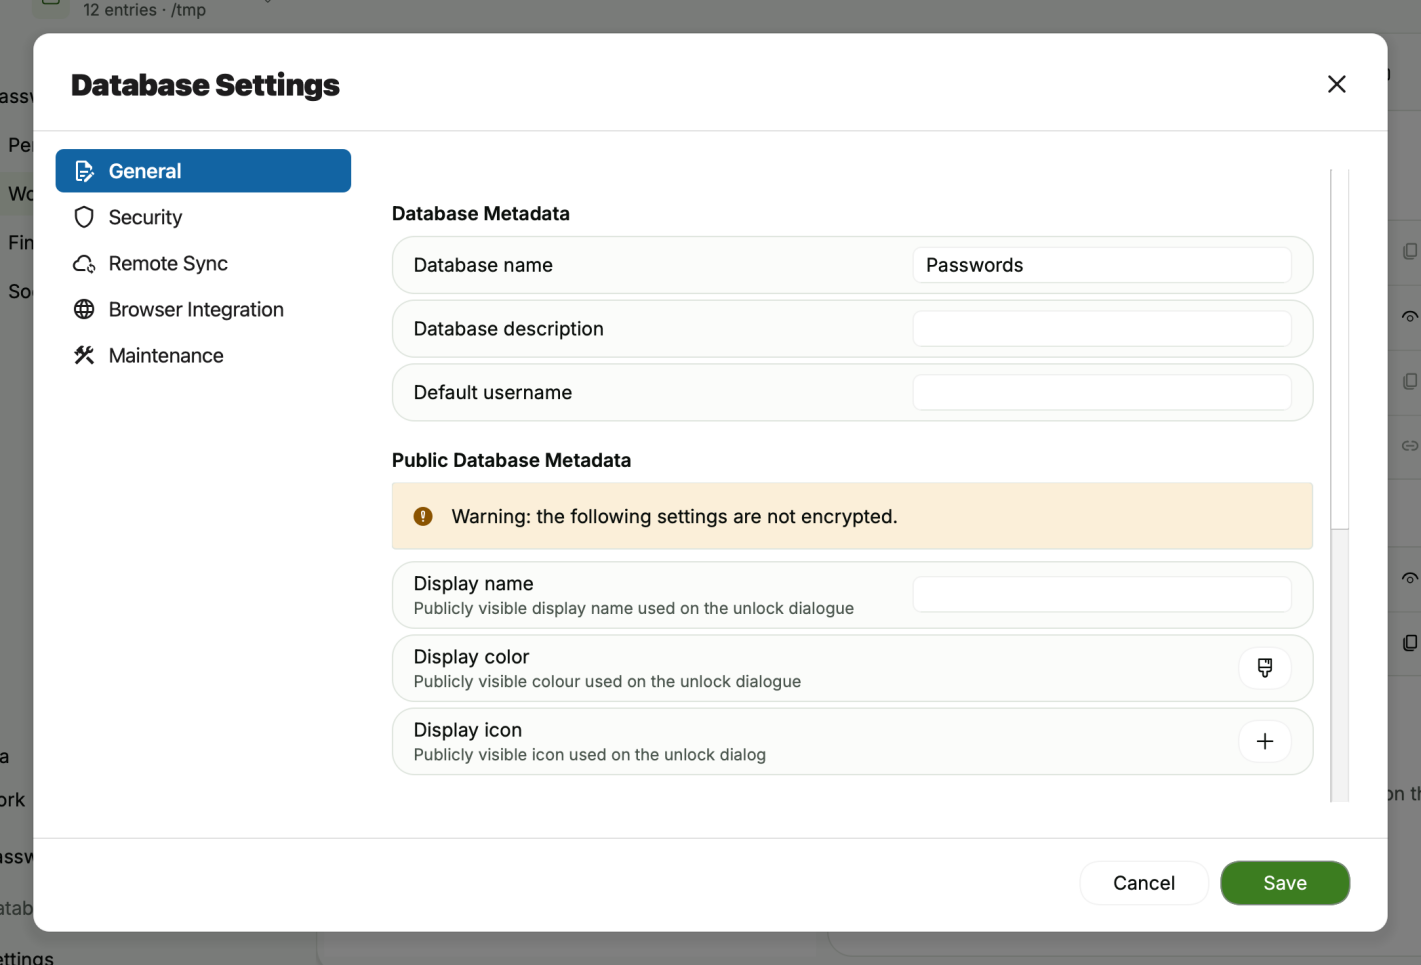 12 entries · /tmp
Database Settings
General
Security
Remote Sync
Browser Integration
Maintenance
Database Metadata
Database name
Passwords
Database description
Default username
Public Database Metadata
Warning: the following settings are not encrypted.
Display name
Publicly visible display name used on the unlock dialogue
Display color
Publicly visible colour used on the unlock dialogue
Display icon
Publicly visible icon used on the unlock dialog
Cancel
Save